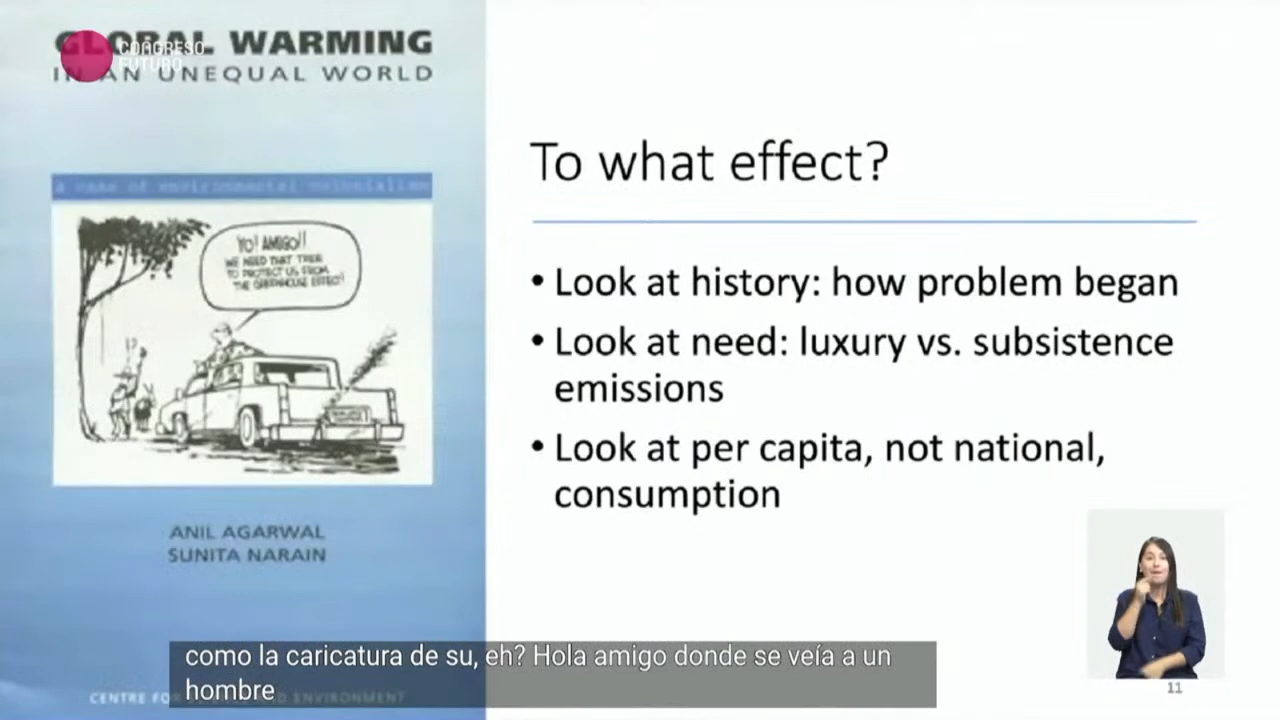 GLOBAL WARMING
IN AN UNEQUAL WORLD
CONGRESO
FUTURO
a case of environmental colonialism
YO! AMIGO!!
WE NEED THAT TREE
TO PROTECT US FROM
THE GREENHOUSE EFFECT!
ANIL AGARWAL
SUNITA NARAIN
To what effect?
• Look at history: how problem began
• Look at need: luxury vs. subsistence
emissions
• Look at per capita, not national,
consumption
como la caricatura de su, eh? Hola amigo donde se veía a un
hombre
CENTRE FOR ENVIRONMENT
11